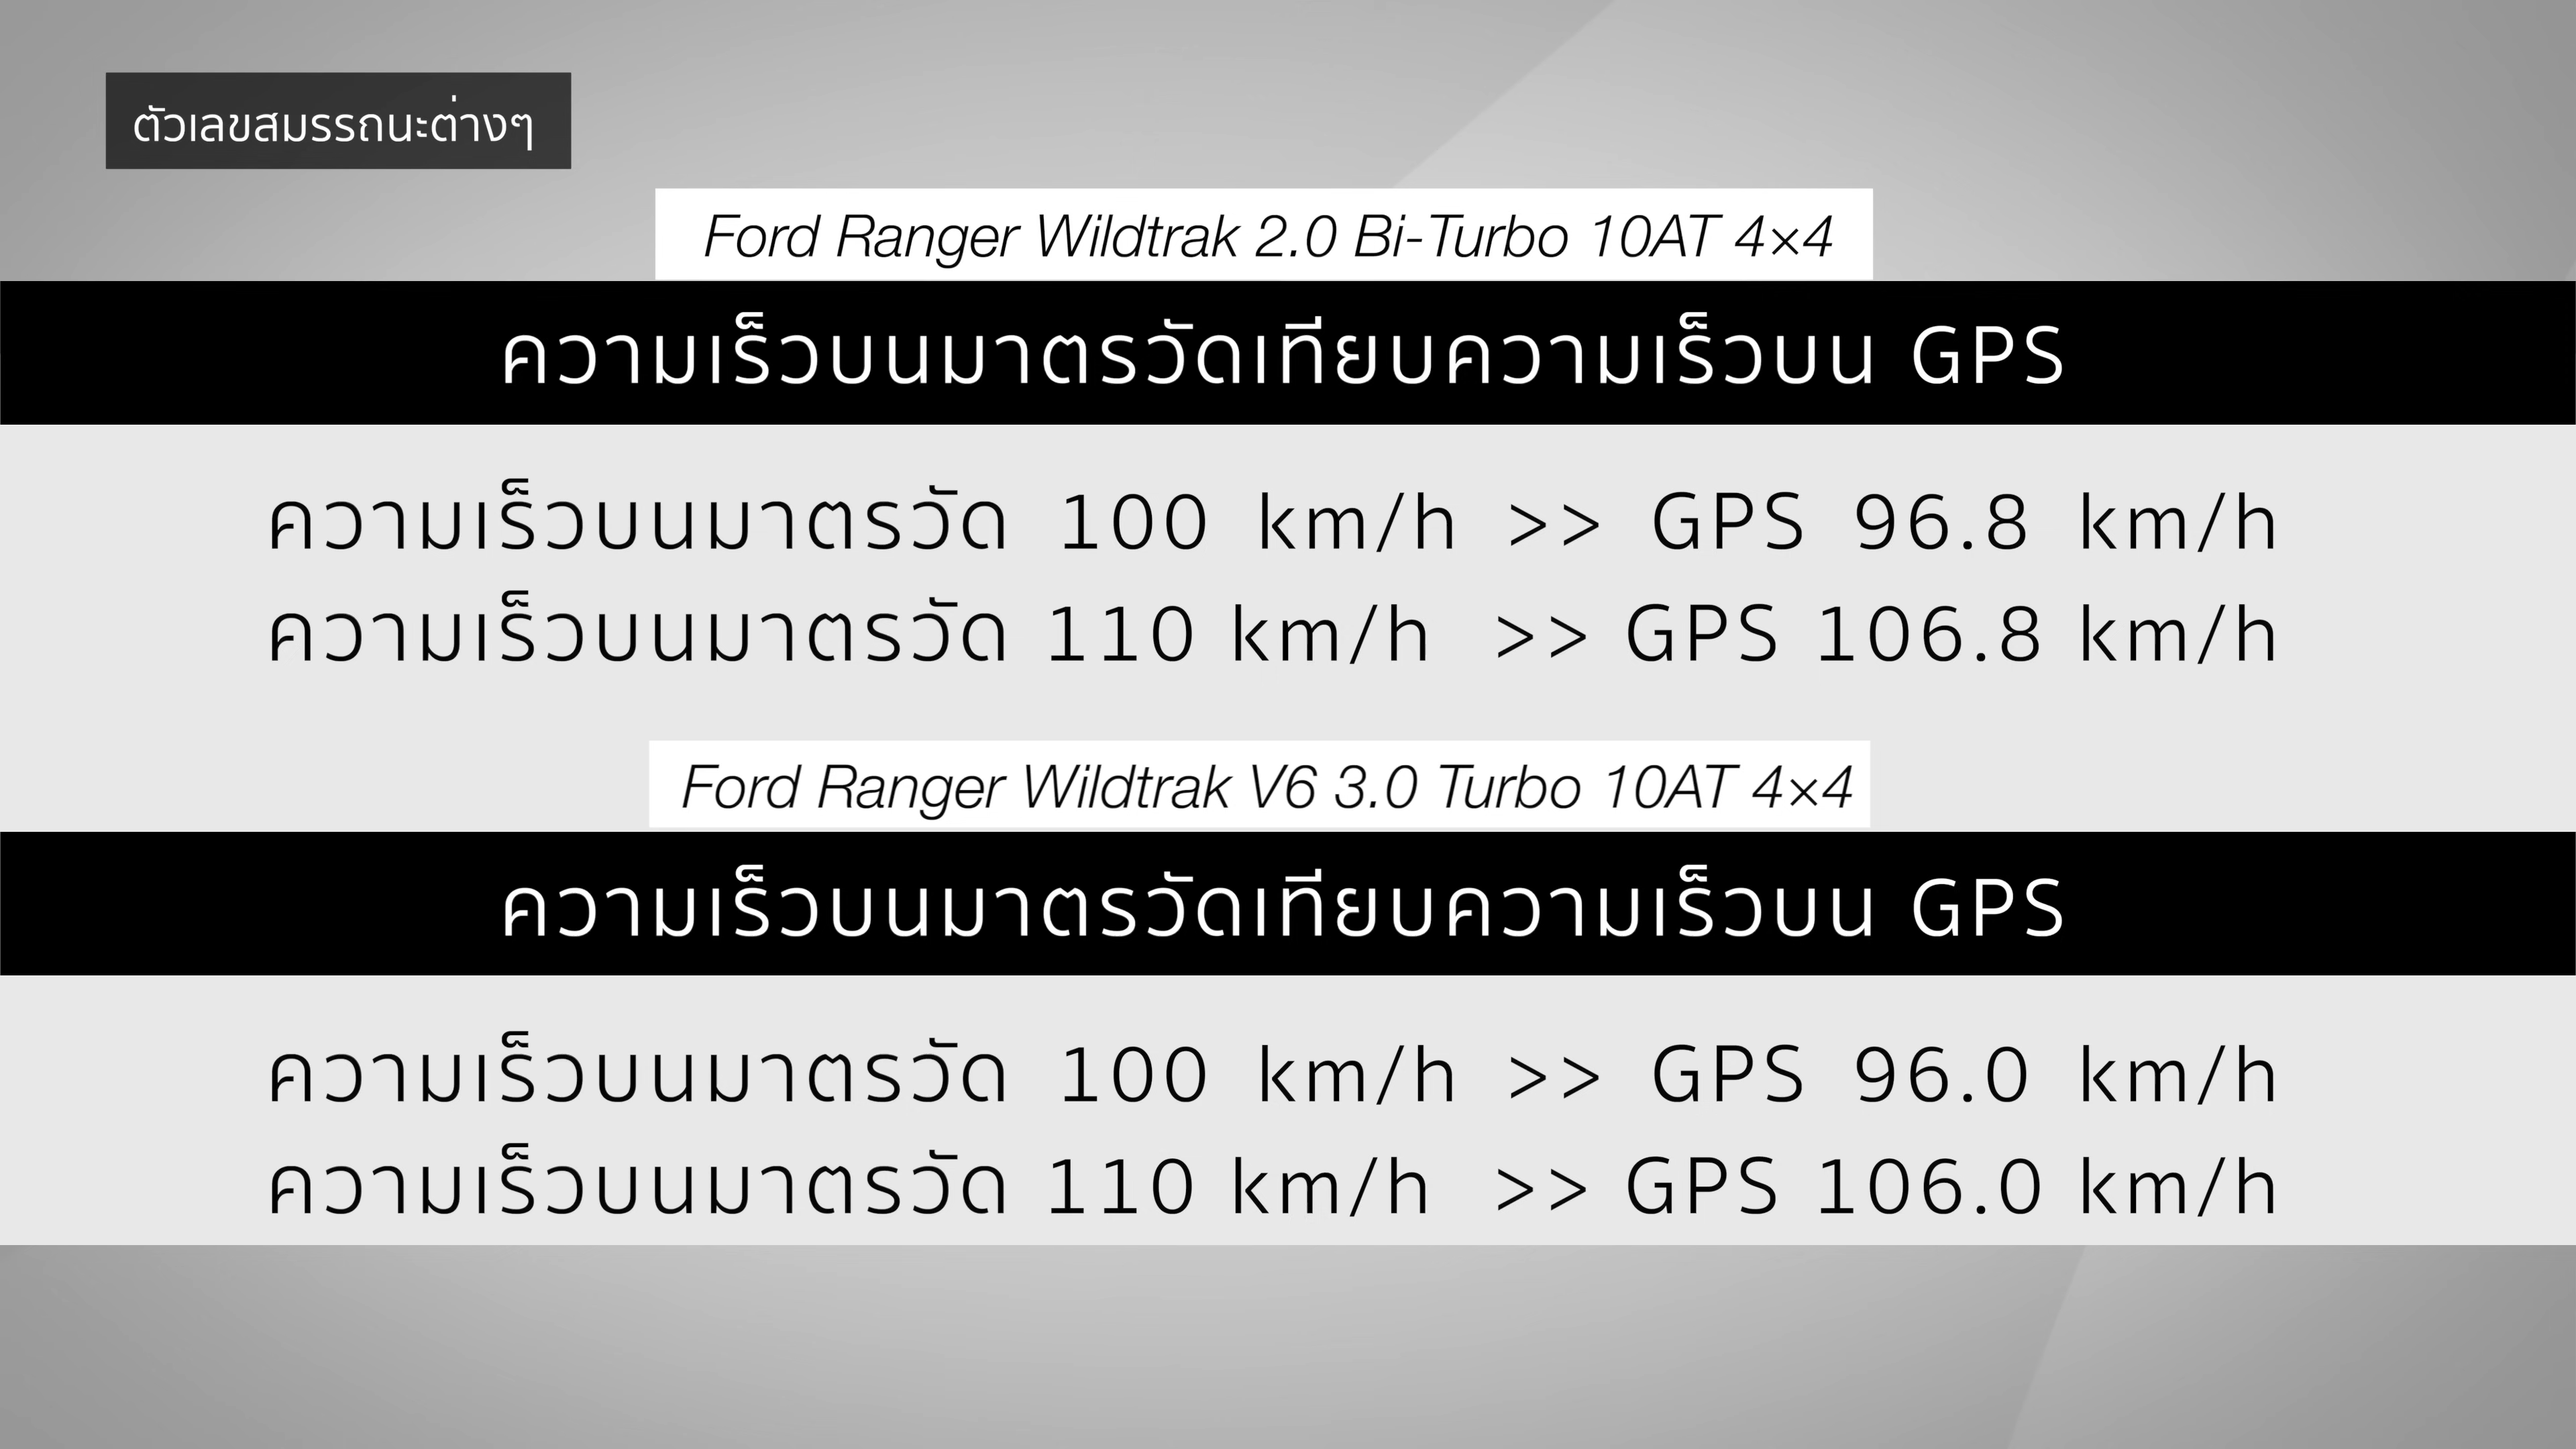 ตัวเลขสมรรถนะต่างๆ
Ford Ranger Wildtrak 2.0 Bi-Turbo 10AT 4×4
ความเร็วบนมาตรวัดเทียบความเร็วบน GPS
ความเร็วบนมาตรวัด 100 km/h >> GPS 96.8 km/h
ความเร็วบนมาตรวัด 110 km/h >> GPS 106.8 km/h
Ford Ranger Wildtrak V6 3.0 Turbo 10AT 4×4
ความเร็วบนมาตรวัดเทียบความเร็วบน GPS
ความเร็วบนมาตรวัด 100 km/h >> GPS 96.0 km/h
ความเร็วบนมาตรวัด 110 km/h >> GPS 106.0 km/h